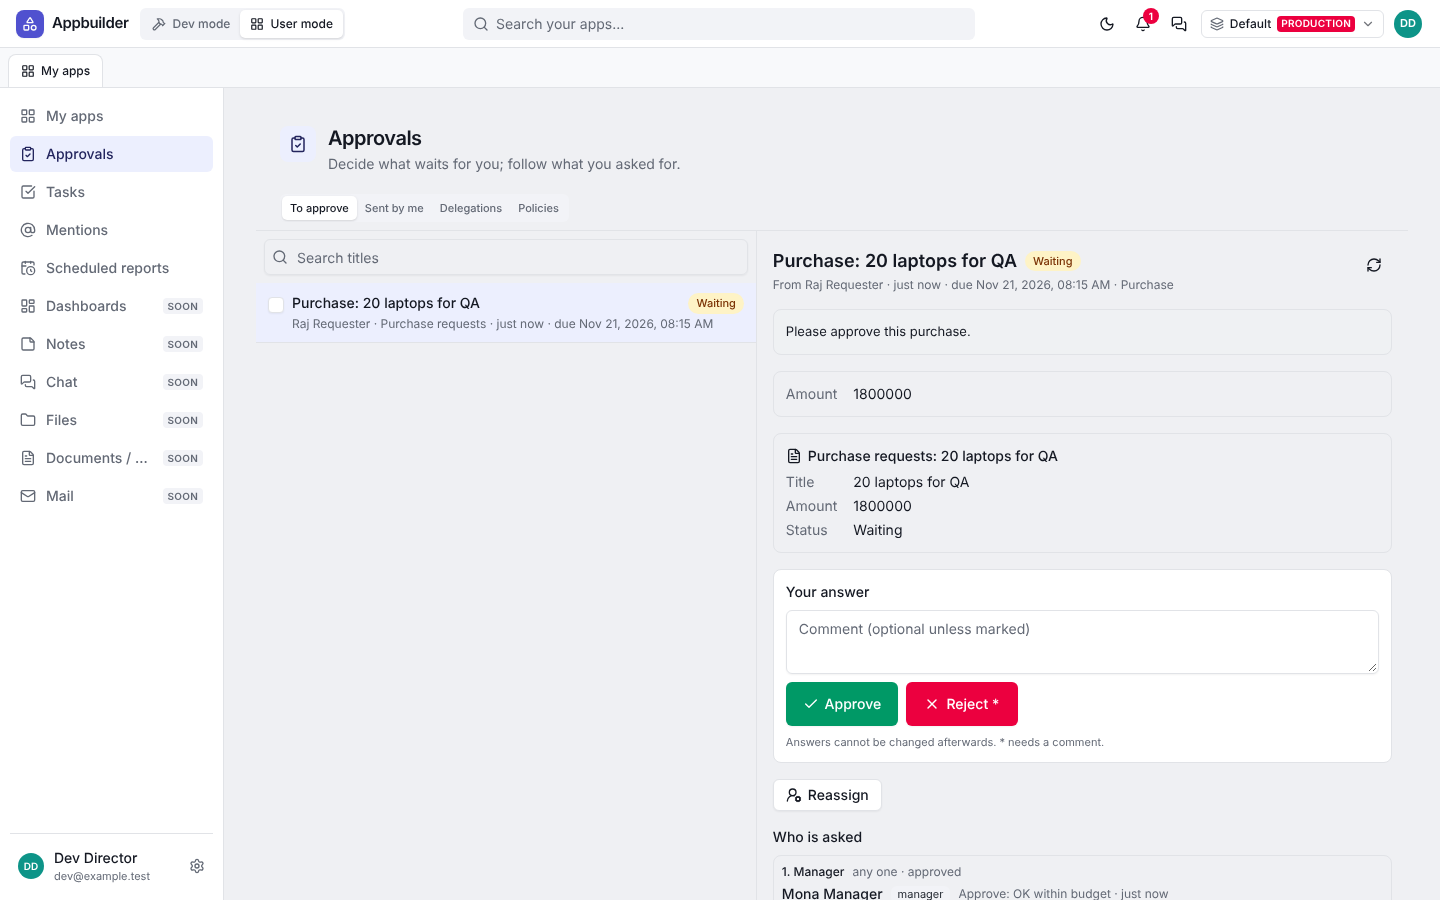 Appbuilder
Dev mode
User mode
Search your apps...
1
Default
PRODUCTION
DD
My apps
My apps
Approvals
Tasks
Mentions
Scheduled reports
Dashboards SOON
Notes SOON
Chat SOON
Files SOON
Documents / ... SOON
Mail SOON
DD
Dev Director
dev@example.test
Approvals
Decide what waits for you; follow what you asked for.
To approve
Sent by me
Delegations
Policies
Search titles
Purchase: 20 laptops for QA Waiting
Raj Requester · Purchase requests · just now · due Nov 21, 2026, 08:15 AM
Purchase: 20 laptops for QA Waiting
From Raj Requester · just now · due Nov 21, 2026, 08:15 AM · Purchase
Please approve this purchase.
Amount 1800000
Purchase requests: 20 laptops for QA
Title 20 laptops for QA
Amount 1800000
Status Waiting
Your answer
Comment (optional unless marked)
Approve
Reject *
Answers cannot be changed afterwards. * needs a comment.
Reassign
Who is asked
1. Manager any one · approved
Mona Manager manager Approve: OK within budget · just now